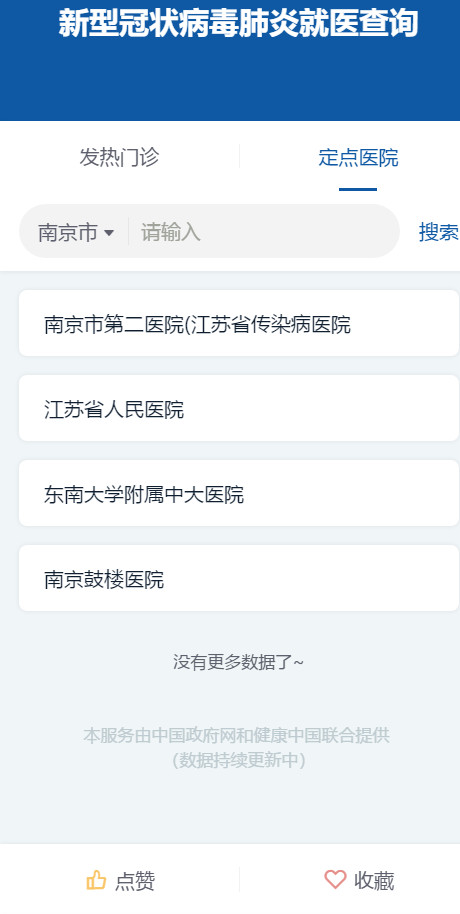 新型冠状病毒肺炎就医查询
发热门诊
定点医院
南京市
请输入
搜索
南京市第二医院(江苏省传染病医院
江苏省人民医院
东南大学附属中大医院
南京鼓楼医院
没有更多数据了~
本服务由中国政府网和健康中国联合提供
(数据持续更新中)
点赞
收藏